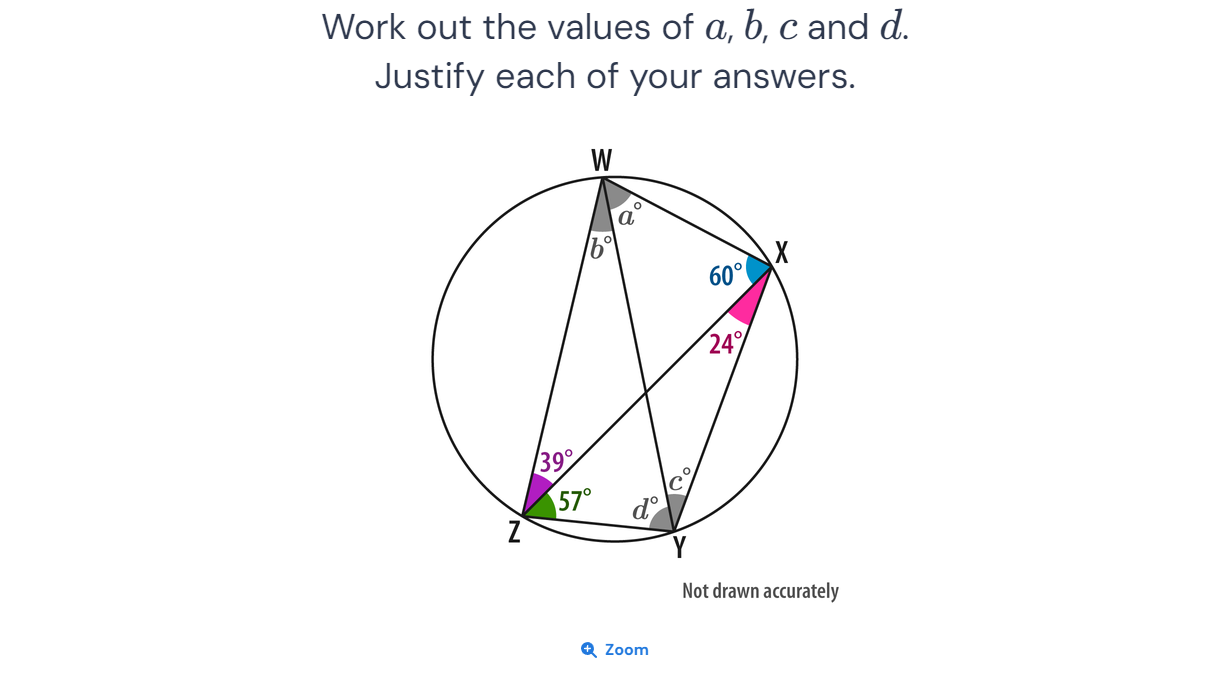 Work out the values of a, b, c and d.
Justify each of your answers.
W
a°
b°
X
60°
24°
39°
57°
c°
d°
Z
Y
Not drawn accurately
Zoom